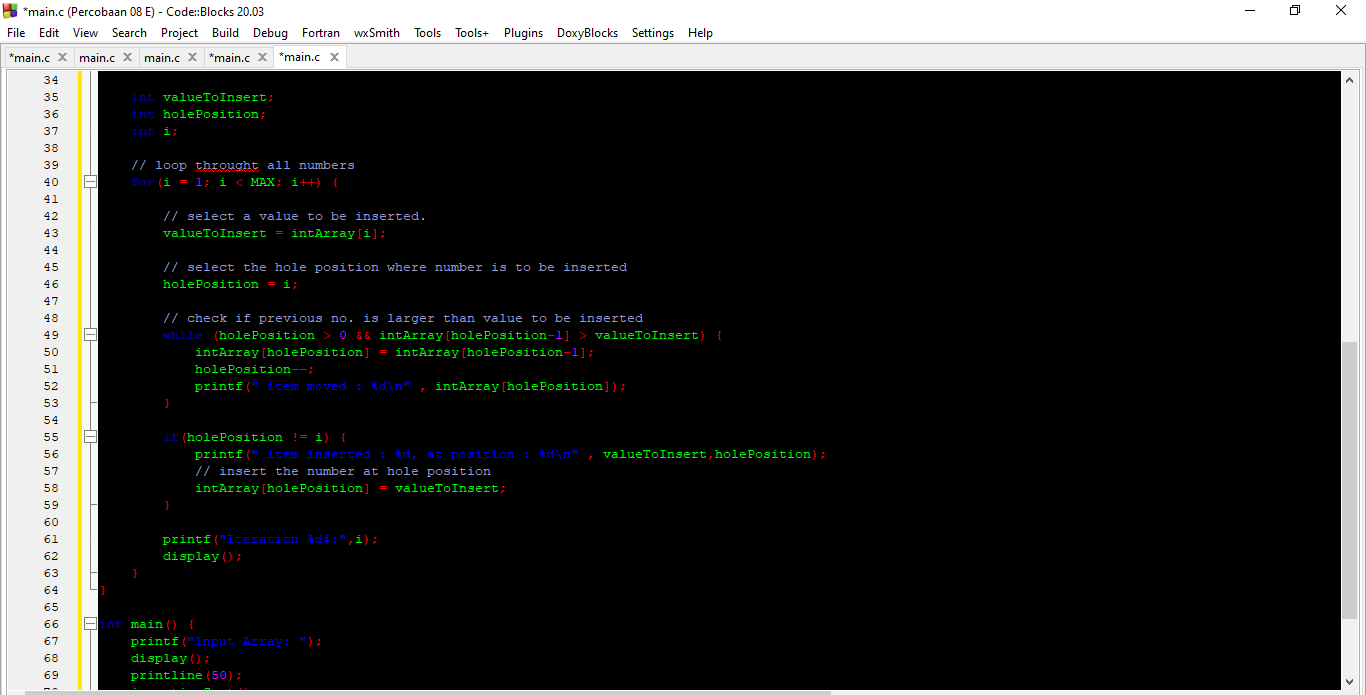 *main.c (Percobaan 08 E) - Code::Blocks 20.03
File Edit View Search Project Build Debug Fortran wxSmith Tools Tools+ Plugins DoxyBlocks Settings Help
*main.c main.c main.c *main.c *main.c
34
35 int valueToInsert;
36 int holePosition;
37 int i;
38
39 // loop throught all numbers
40 for(i = 1; i < MAX; i++) {
41
42 // select a value to be inserted.
43 valueToInsert = intArray[i];
44
45 // select the hole position where number is to be inserted
46 holePosition = i;
47
48 // check if previous no. is larger than value to be inserted
49 while (holePosition > 0 && intArray[holePosition-1] > valueToInsert) {
50 intArray[holePosition] = intArray[holePosition-1];
51 holePosition--;
52 printf(" item moved : %d\n" , intArray[holePosition]);
53 }
54
55 if(holePosition != i) {
56 printf(" item inserted : %d, at position : %d\n" , valueToInsert,holePosition);
57 // insert the number at hole position
58 intArray[holePosition] = valueToInsert;
59 }
60
61 printf("Iteration %d#:",i);
62 display();
63 }
64 }
65
66 int main() {
67 printf("Input Array: ");
68 display();
69 printline(50);